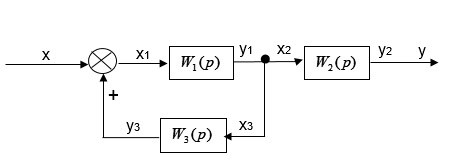 x x1 W₁(p) y1 x2 W₂(p) y2 y
+
y3 W₃(p) x3